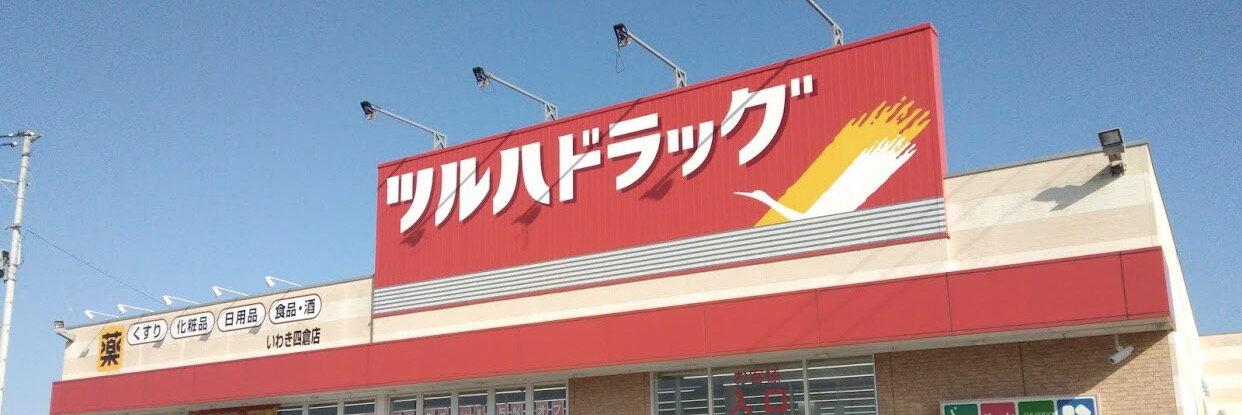 ツルハドラッグ
薬 くすり 化粧品 日用品 食品・酒
いわき四倉店
入口